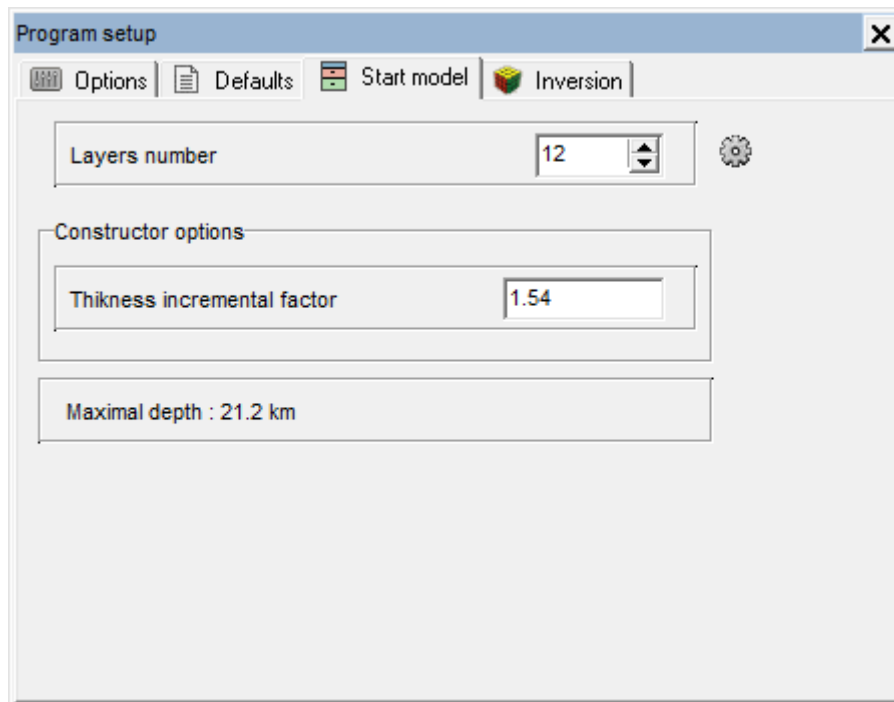 Program setup
Options Defaults Start model Inversion
Layers number 12
Constructor options
Thikness incremental factor 1.54
Maximal depth : 21.2 km